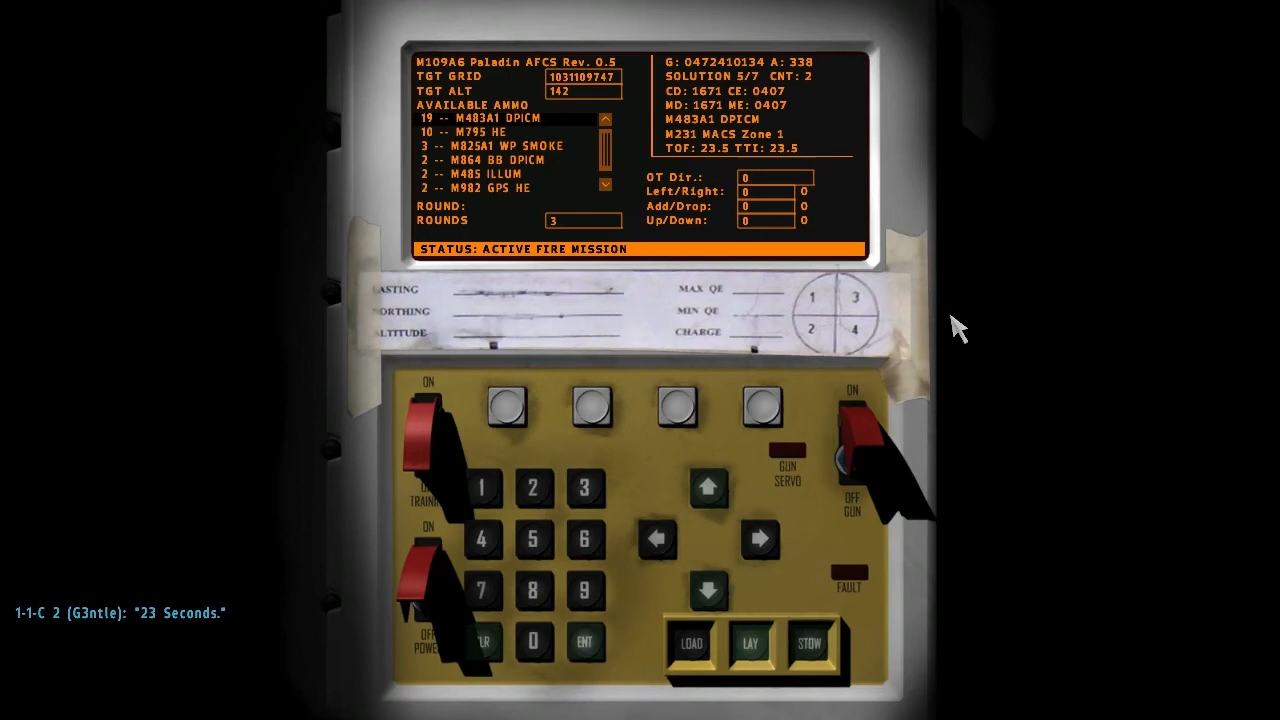 M109A6 Paladin AFCS Rev. 0.5
TGT GRID 1031109747
TGT ALT 142
AVAILABLE AMMO
19 -- M483A1 DPICM
10 -- M795 HE
3 -- M825A1 WP SMOKE
2 -- M864 BB DPICM
2 -- M485 ILLUM
2 -- M982 GPS HE
ROUND:
ROUNDS 3
G: 0472410134 A: 338
SOLUTION 5/7 CNT: 2
CD: 1671 CE: 0407
MD: 1671 ME: 0407
M483A1 DPICM
M231 MACS Zone 1
TOF: 23.5 TTI: 23.5
OT Dir.: 0
Left/Right: 0 0
Add/Drop: 0 0
Up/Down: 0 0
STATUS: ACTIVE FIRE MISSION
ASTING
ORTHING
ALTITUDE
MAX QE
MIN QE
CHARGE
1 3
2 4
ON
ON
GUN
SERVO
OFF
GUN
TRAININ
ON
OFF
POWE
1 2 3
4 5 6
7 8 9
LR 0 ENT
FAULT
LOAD LAY STOW
1-1-C 2 (G3ntle): "23 Seconds."